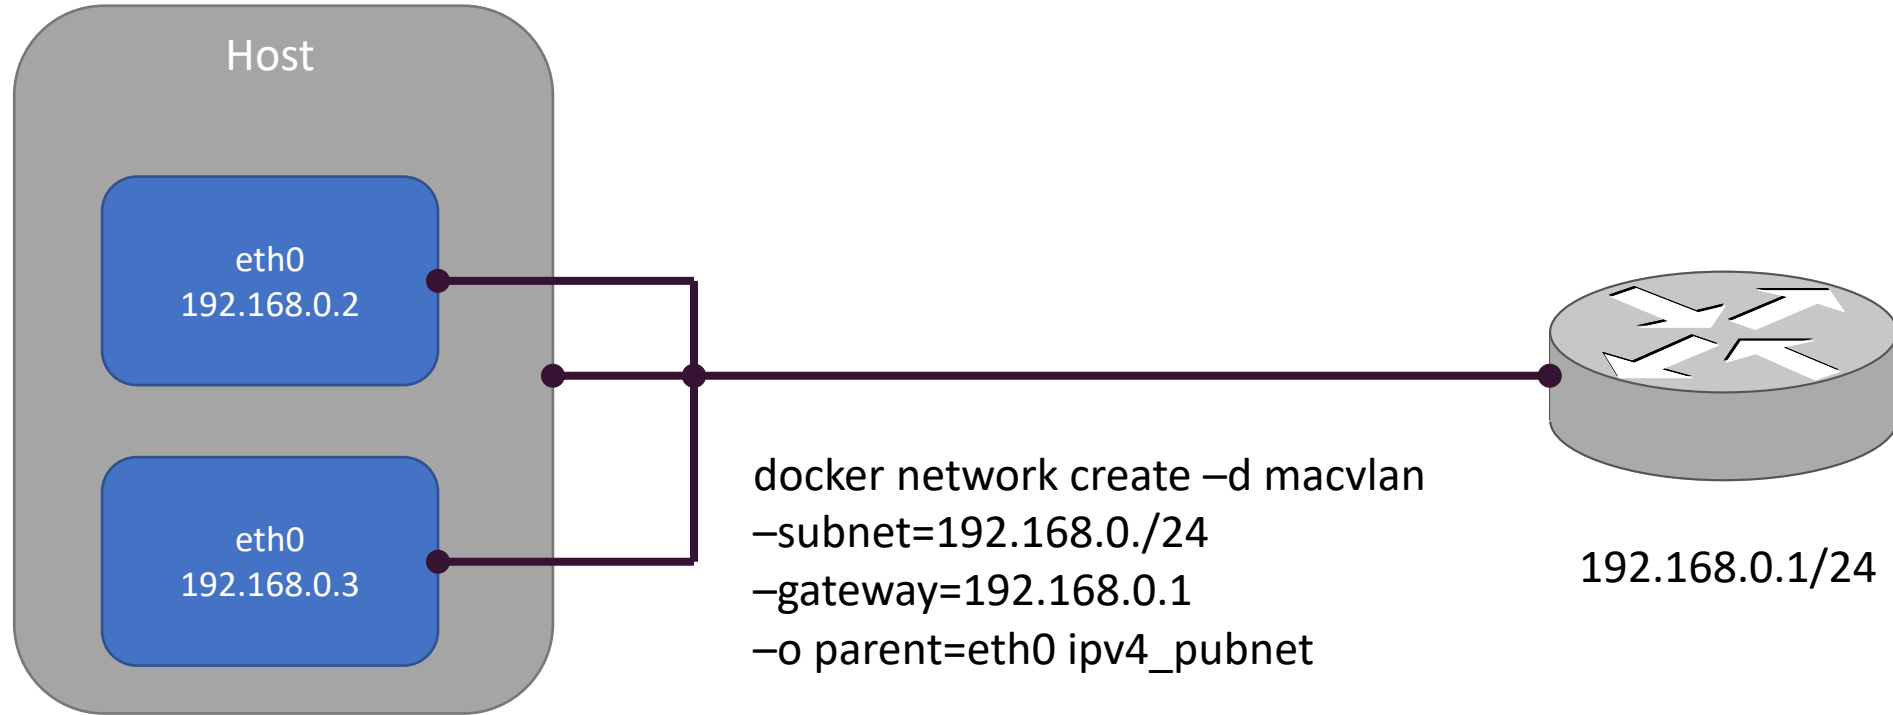 Host
eth0
192.168.0.2
eth0
192.168.0.3
docker network create –d macvlan
–subnet=192.168.0./24
–gateway=192.168.0.1
–o parent=eth0 ipv4_pubnet
192.168.0.1/24